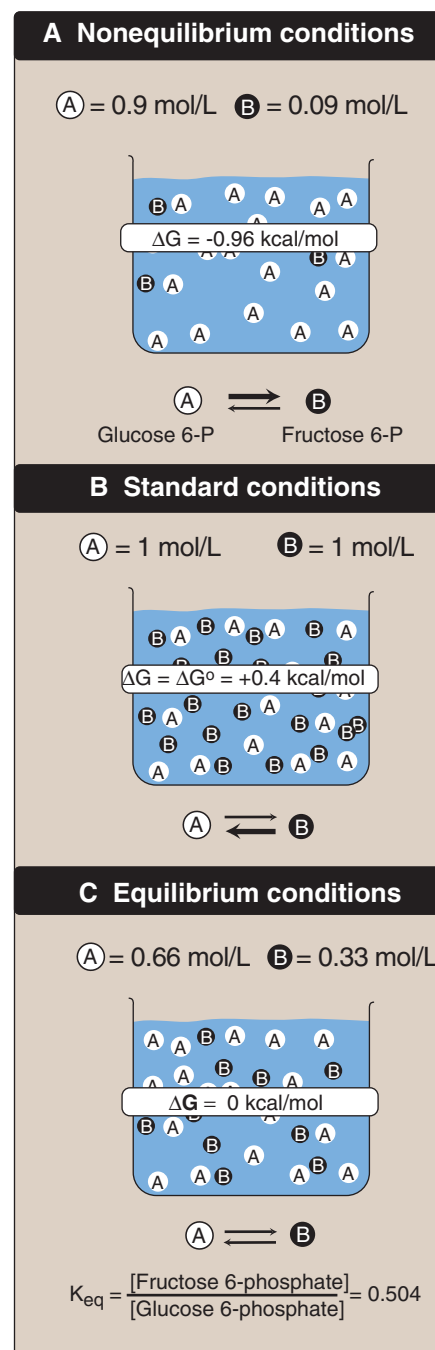 A Nonequilibrium conditions
A = 0.9 mol/L B = 0.09 mol/L
B A A A A A
ΔG = -0.96 kcal/mol
A A B A
B A A A
A
A A A A
A B
Glucose 6-P Fructose 6-P
B Standard conditions
A = 1 mol/L B = 1 mol/L
B A B A B A B A
B B B B
ΔG = ΔGº = +0.4 kcal/mol
B B A B
B A B B A B B
B B A B
A A B B A B A
A B
C Equilibrium conditions
A = 0.66 mol/L B = 0.33 mol/L
A A B A A A
A A B B A B
ΔG = 0 kcal/mol
B A B A B A
A A B A A B A
A B
Keq = [Fructose 6-phosphate] = 0.504
[Glucose 6-phosphate]